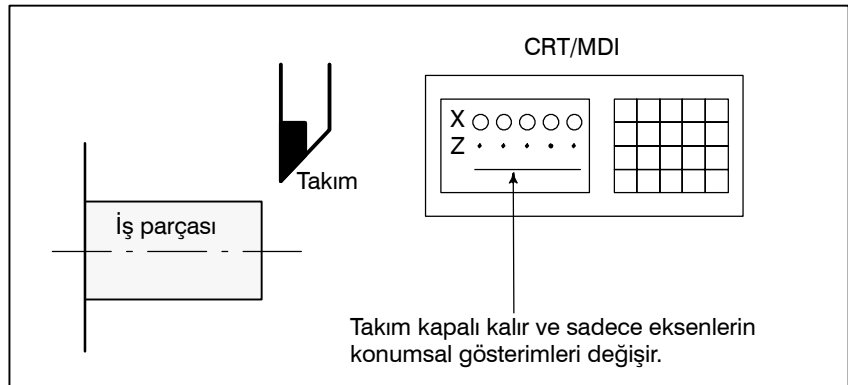 CRT/MDI
X
Z
Takım
İş parçası
Takım kapalı kalır ve sadece eksenlerin
konumsal gösterimleri değişir.